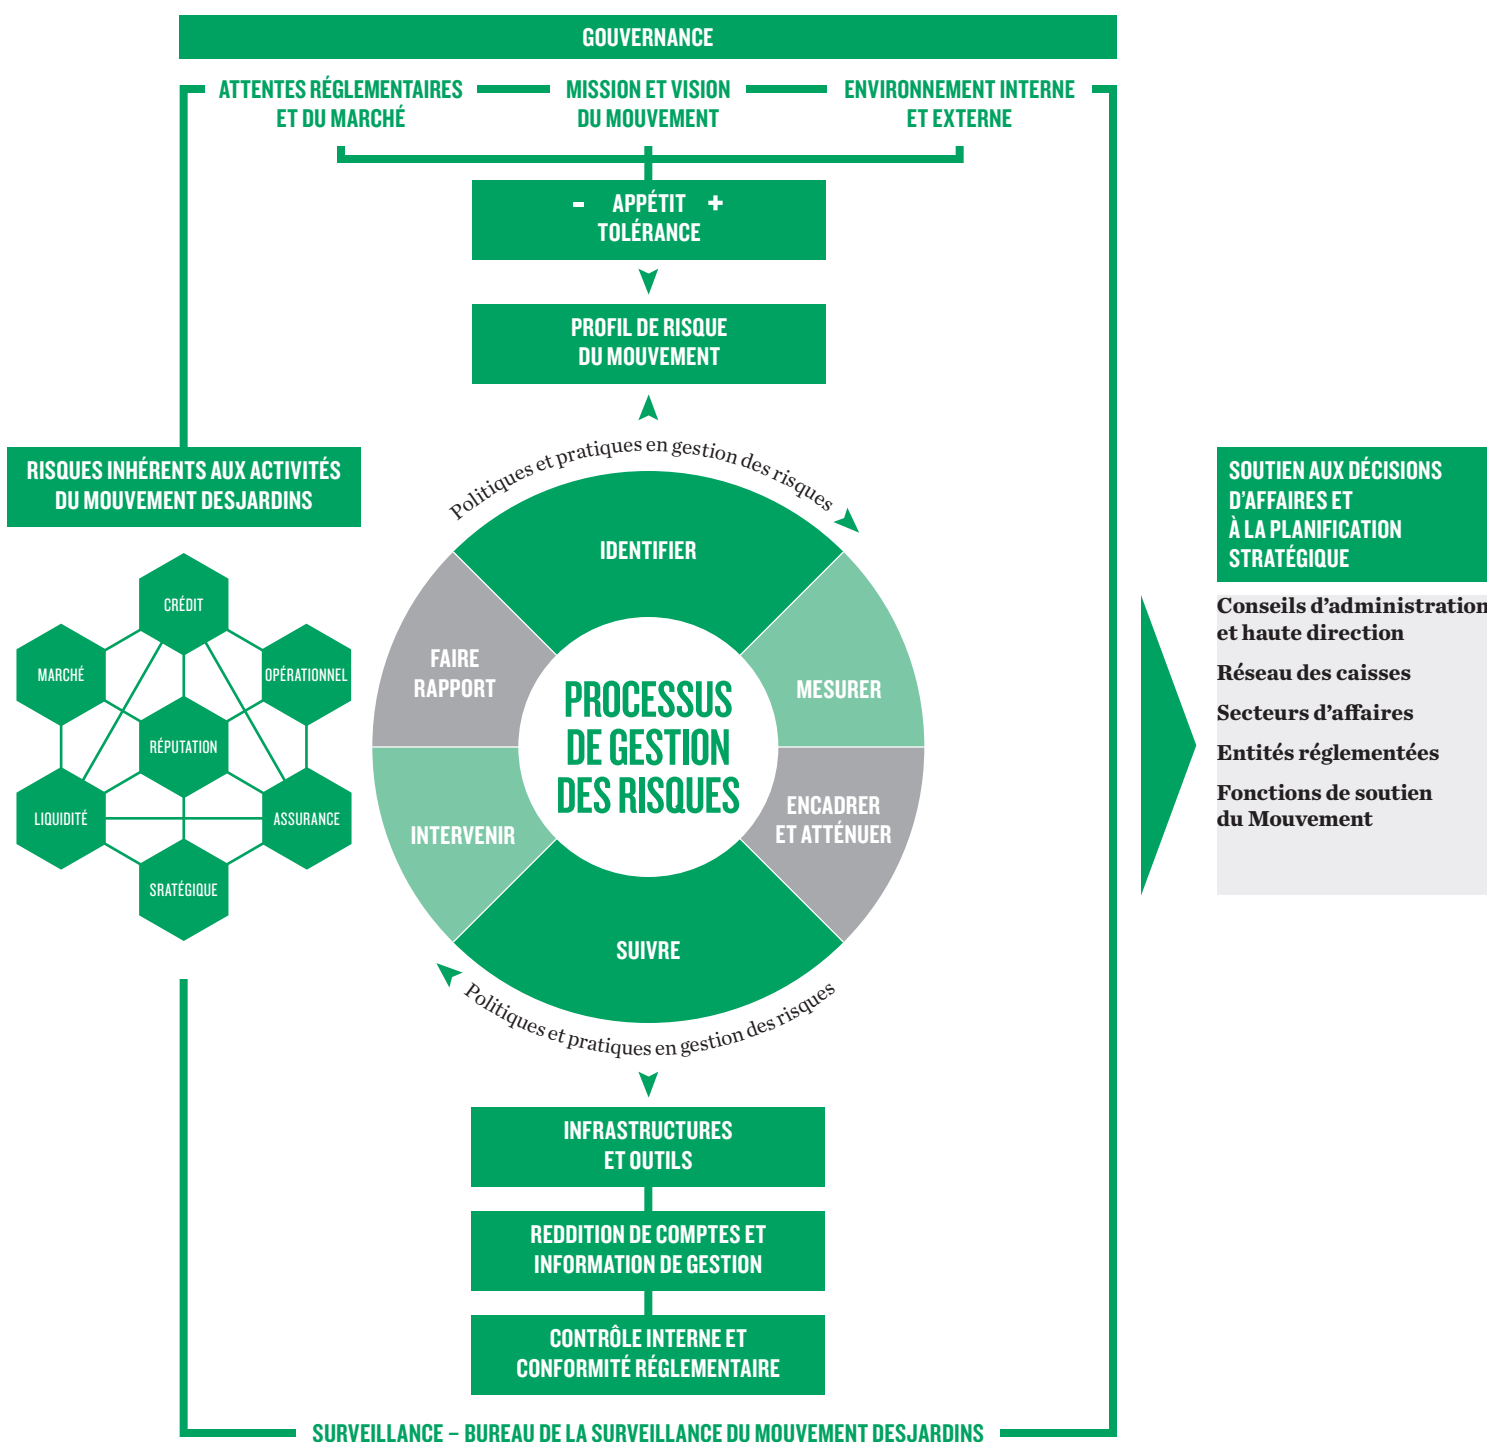 GOUVERNANCE
ATTENTES RÉGLEMENTAIRES
ET DU MARCHÉ
MISSION ET VISION
DU MOUVEMENT
ENVIRONNEMENT INTERNE
ET EXTERNE
- APPÉTIT +
TOLÉRANCE
PROFIL DE RISQUE
DU MOUVEMENT
RISQUES INHÉRENTS AUX ACTIVITÉS
DU MOUVEMENT DESJARDINS
CRÉDIT
MARCHÉ
OPÉRATIONNEL
RÉPUTATION
LIQUIDITÉ
ASSURANCE
SRATÉGIQUE
Politiques et pratiques en gestion des risques
IDENTIFIER
MESURER
ENCADRER
ET ATTÉNUER
SUIVRE
INTERVENIR
FAIRE
RAPPORT
PROCESSUS
DE GESTION
DES RISQUES
Politiques et pratiques en gestion des risques
INFRASTRUCTURES
ET OUTILS
REDDITION DE COMPTES ET
INFORMATION DE GESTION
CONTRÔLE INTERNE ET
CONFORMITÉ RÉGLEMENTAIRE
SURVEILLANCE – BUREAU DE LA SURVEILLANCE DU MOUVEMENT DESJARDINS
SOUTIEN AUX DÉCISIONS
D'AFFAIRES ET
À LA PLANIFICATION
STRATÉGIQUE
Conseils d'administration
et haute direction
Réseau des caisses
Secteurs d'affaires
Entités réglementées
Fonctions de soutien
du Mouvement